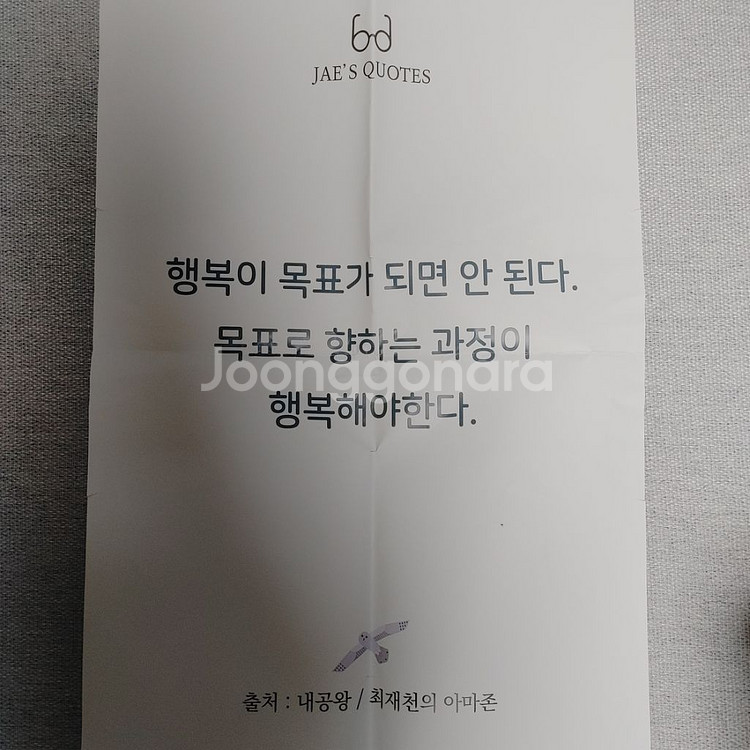 JAE'S QUOTES
행복이 목표가 되면 안 된다.
목표로 향하는 과정이
Joonggonara
행복해야한다.
출처 : 내공왕 / 최재천의 아마존